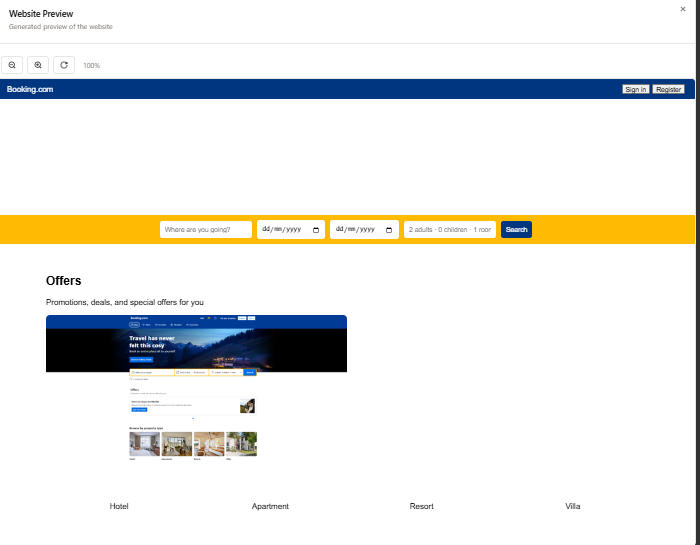 Website Preview
Generated preview of the website
100%
Booking.com
Sign in
Register
Where are you going?
dd/mm/yyyy
dd/mm/yyyy
2 adults · 0 children · 1 roor
Search
Offers
Promotions, deals, and special offers for you
Booking.com
Travel has never
felt this cosy
Offers
Browse by property type
Hotel
Apartment
Resort
Villa